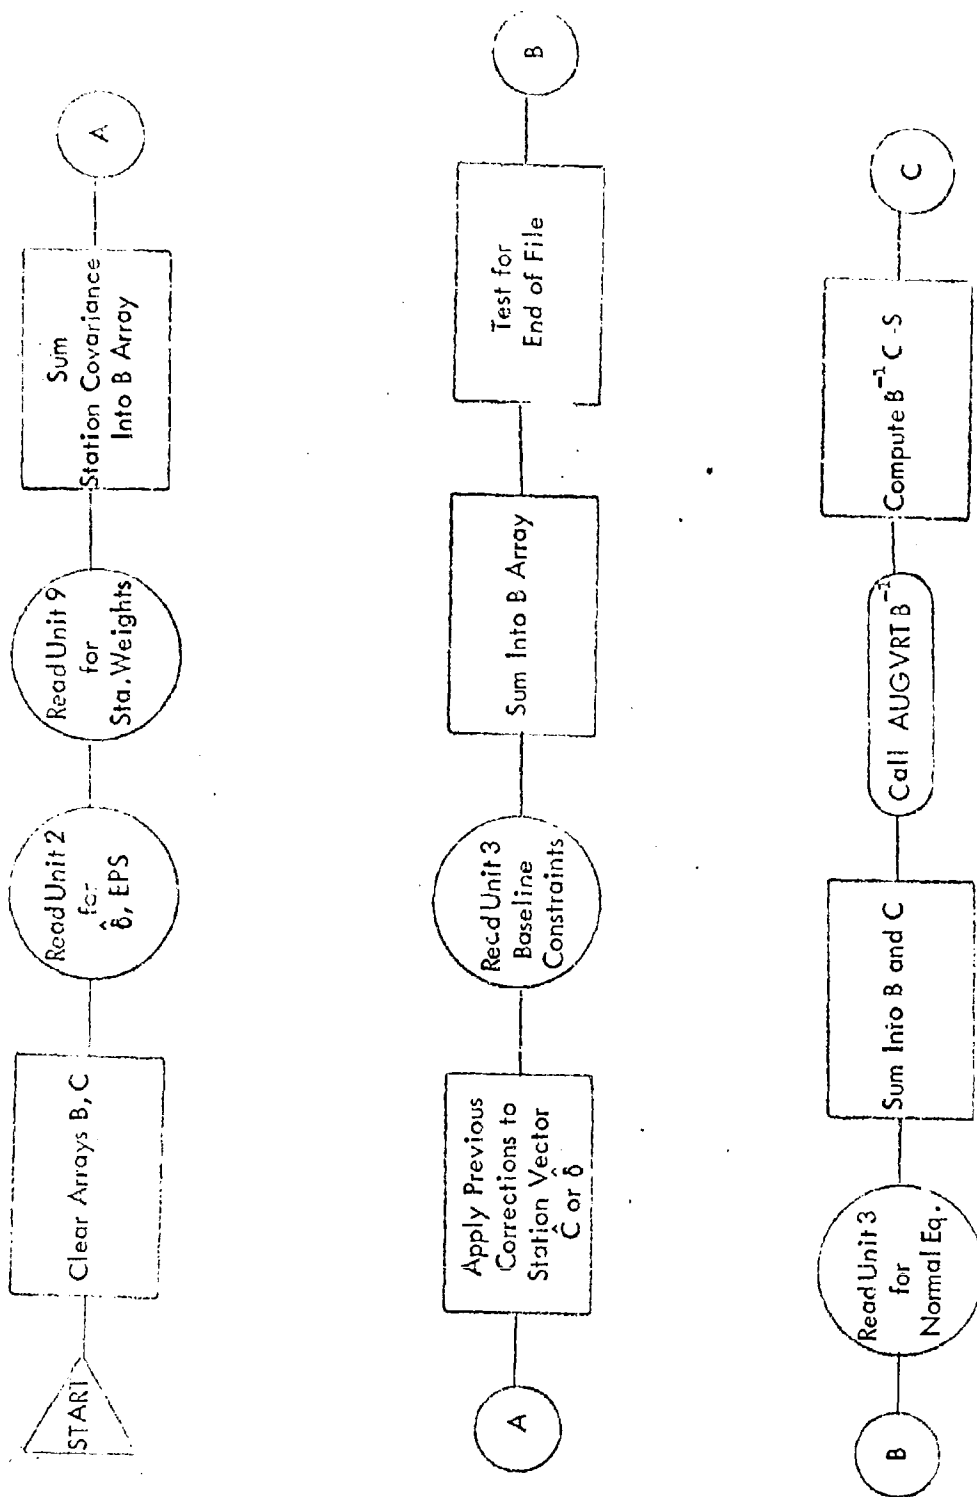 START
Clear Arrays B, C
Read Unit 2
for
δ̂, EPS
Read Unit 9
for
Sta. Weights
Sum
Station Covariance
Into B Array
A
A
Apply Previous
Corrections to
Station Vector
Ĉ or δ̂
Read Unit 3
Baseline
Constraints
Sum Into B Array
Test for
End of File
B
B
Read Unit 3
for
Normal Eq.
Sum Into B and C
Call AUGVRT B⁻¹
Compute B⁻¹ C - S
C